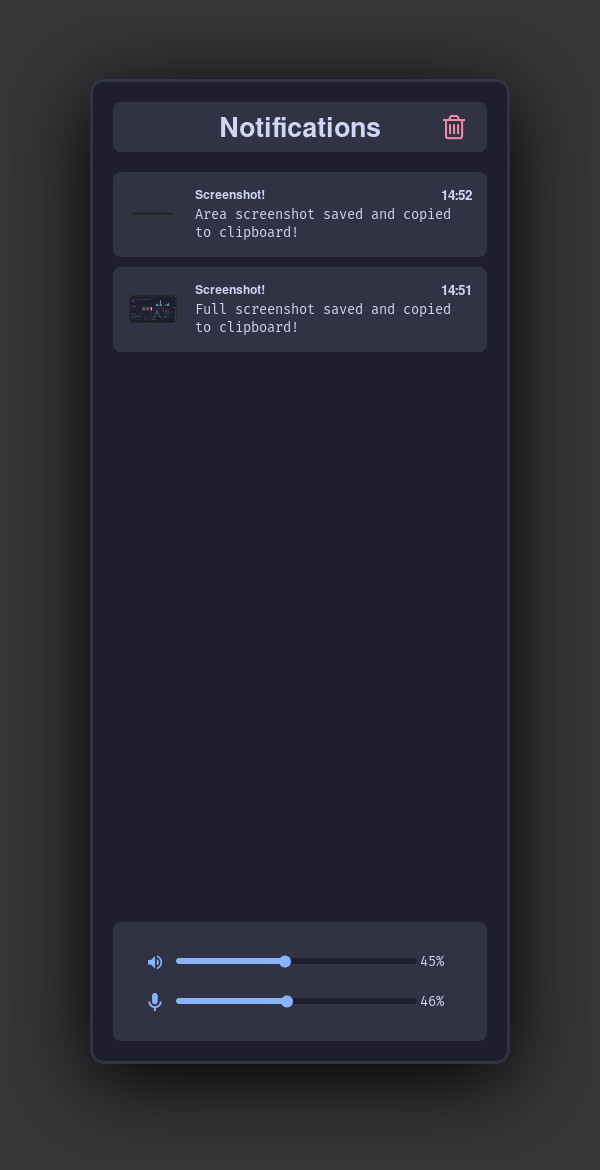 Notifications
Screenshot! 14:52
Area screenshot saved and copied
to clipboard!
Screenshot! 14:51
Full screenshot saved and copied
to clipboard!
45%
46%